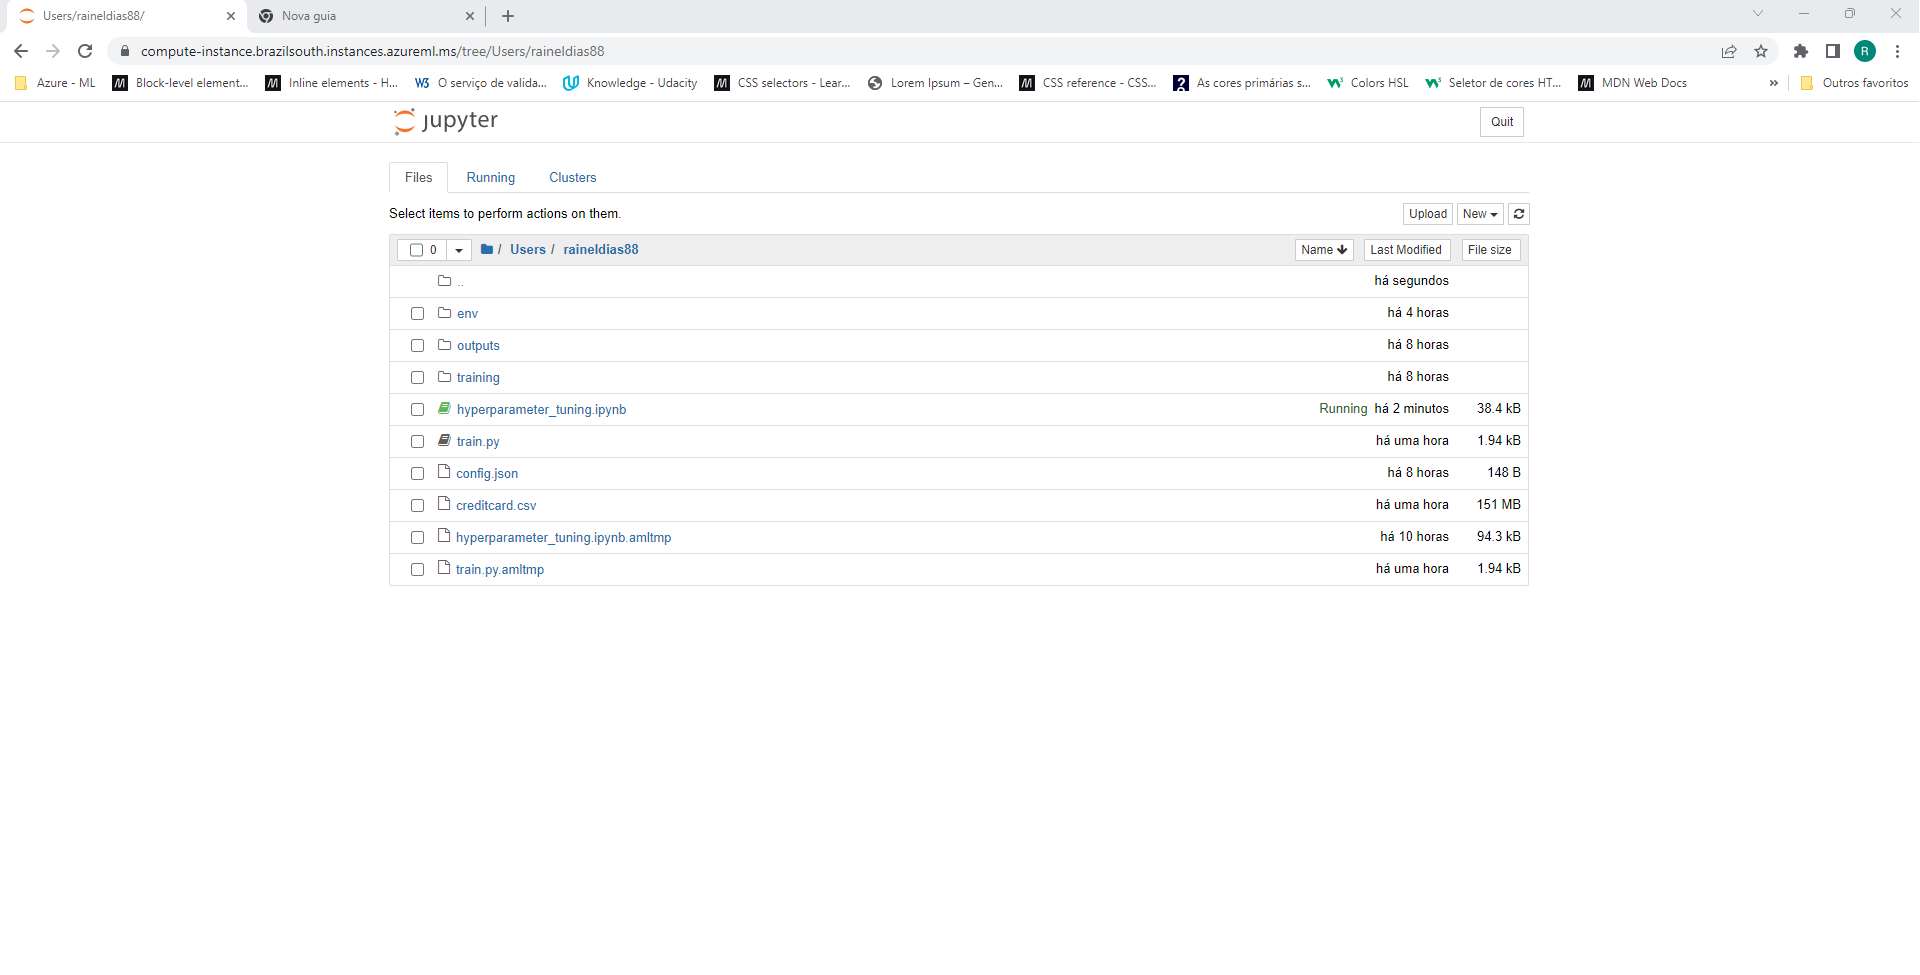 Users/raineldias88/
Nova guia
compute-instance.brazilsouth.instances.azureml.ms/tree/Users/raineldias88
R
Azure - ML
Block-level element...
Inline elements - H...
O serviço de valida...
Knowledge - Udacity
CSS selectors - Lear...
Lorem Ipsum – Gen...
CSS reference - CSS...
As cores primárias s...
Colors HSL
Seletor de cores HT...
MDN Web Docs
»
Outros favoritos
jupyter
Quit
Files Running Clusters
Select items to perform actions on them.
Upload New
0 / Users / raineldias88 Name Last Modified File size
.. há segundos
env há 4 horas
outputs há 8 horas
training há 8 horas
hyperparameter_tuning.ipynb Running há 2 minutos 38.4 kB
train.py há uma hora 1.94 kB
config.json há 8 horas 148 B
creditcard.csv há uma hora 151 MB
hyperparameter_tuning.ipynb.amltmp há 10 horas 94.3 kB
train.py.amltmp há uma hora 1.94 kB